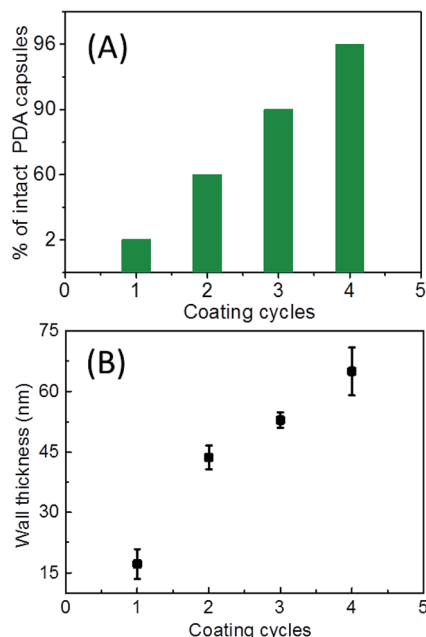 (A)
% of intact PDA capsules
96
90
60
2
0 1 2 3 4 5
Coating cycles
(B)
Wall thickness (nm)
75
60
45
30
15
0 1 2 3 4 5
Coating cycles